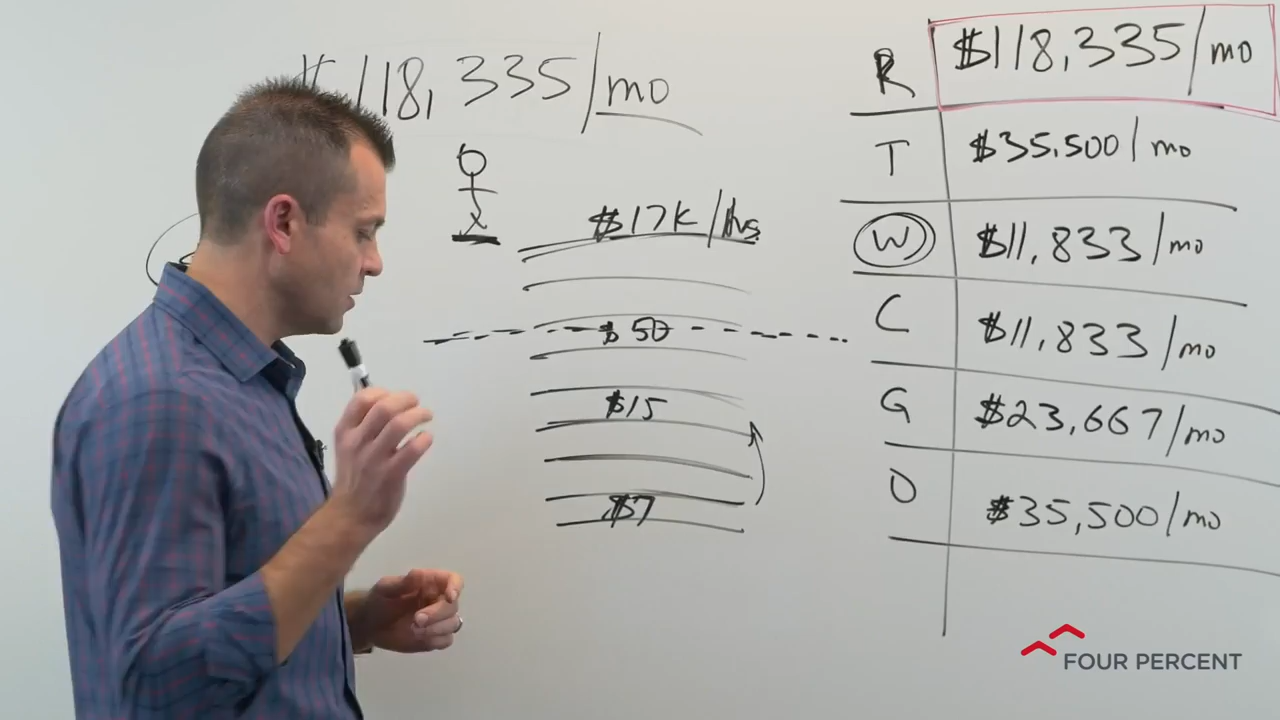 $118,335/mo
$17K/hrs
$50
$15
$7
R $118,335/mo
T $35,500/mo
W $11,833/mo
C $11,833/mo
G $23,667/mo
O $35,500/mo
FOUR PERCENT